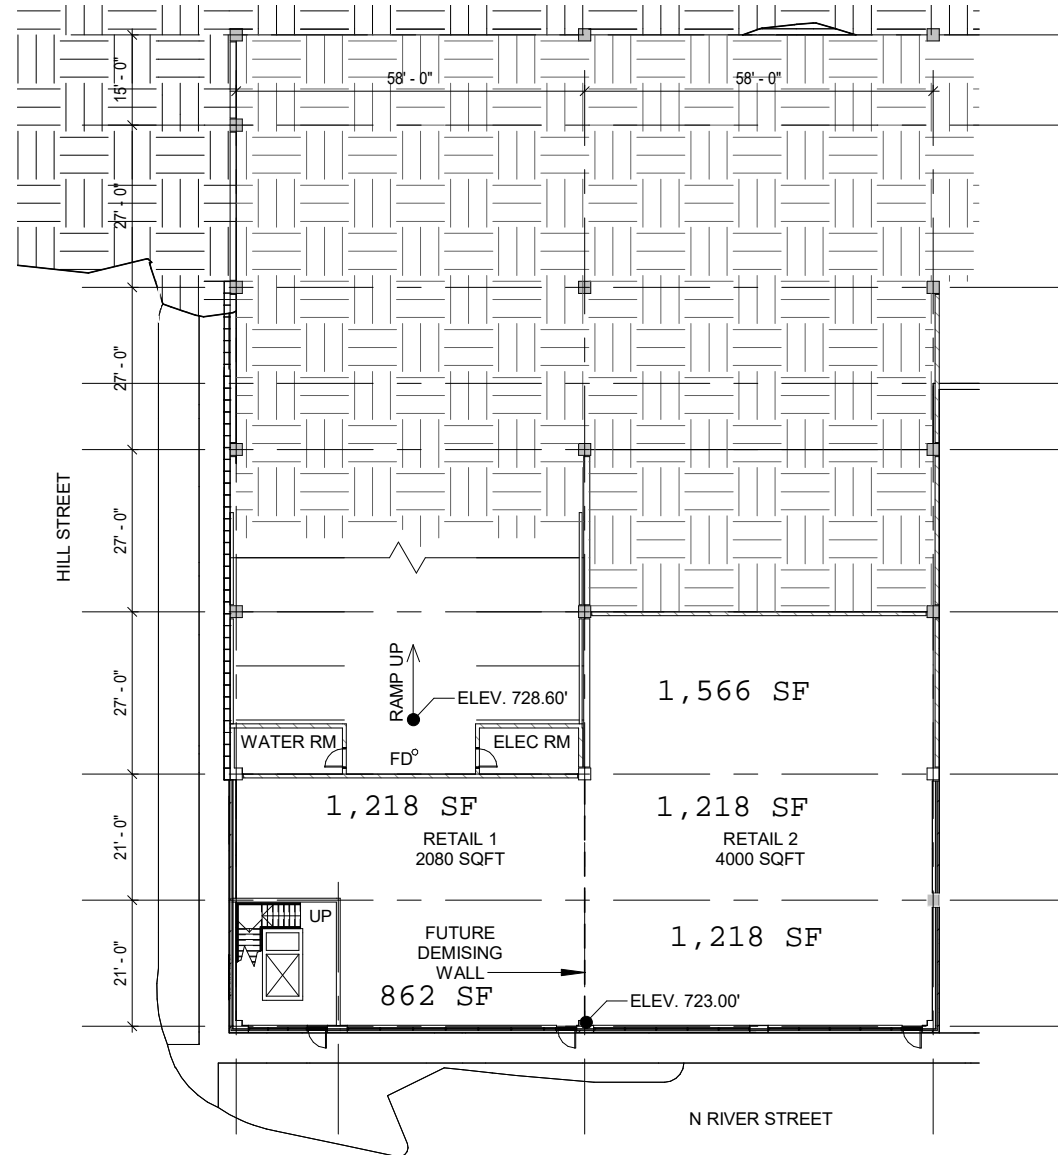 58' - 0"
58' - 0"
15' - 0"
27' - 0"
27' - 0"
27' - 0"
27' - 0"
21' - 0"
21' - 0"
HILL STREET
RAMP UP
ELEV. 728.60'
WATER RM
FD
ELEC RM
1,566 SF
1,218 SF
RETAIL 1
2080 SQFT
1,218 SF
RETAIL 2
4000 SQFT
UP
FUTURE
DEMISING
WALL
862 SF
1,218 SF
ELEV. 723.00'
N RIVER STREET